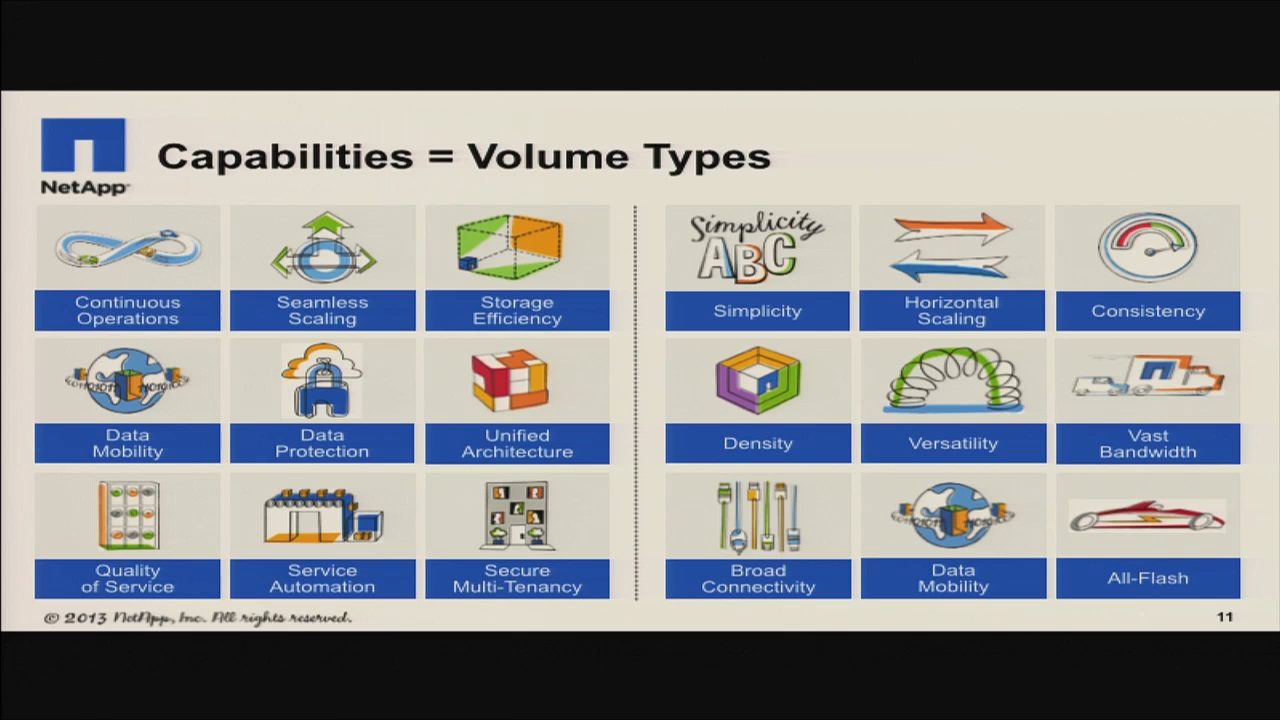 NetApp
Capabilities = Volume Types
Simplicity
ABC
Continuous
Operations
Seamless
Scaling
Storage
Efficiency
Simplicity
Horizontal
Scaling
Consistency
Data
Mobility
Data
Protection
Unified
Architecture
Density
Versatility
Vast
Bandwidth
Quality
of Service
Service
Automation
Secure
Multi-Tenancy
Broad
Connectivity
Data
Mobility
All-Flash
© 2013 NetApp, Inc. All rights reserved.
11